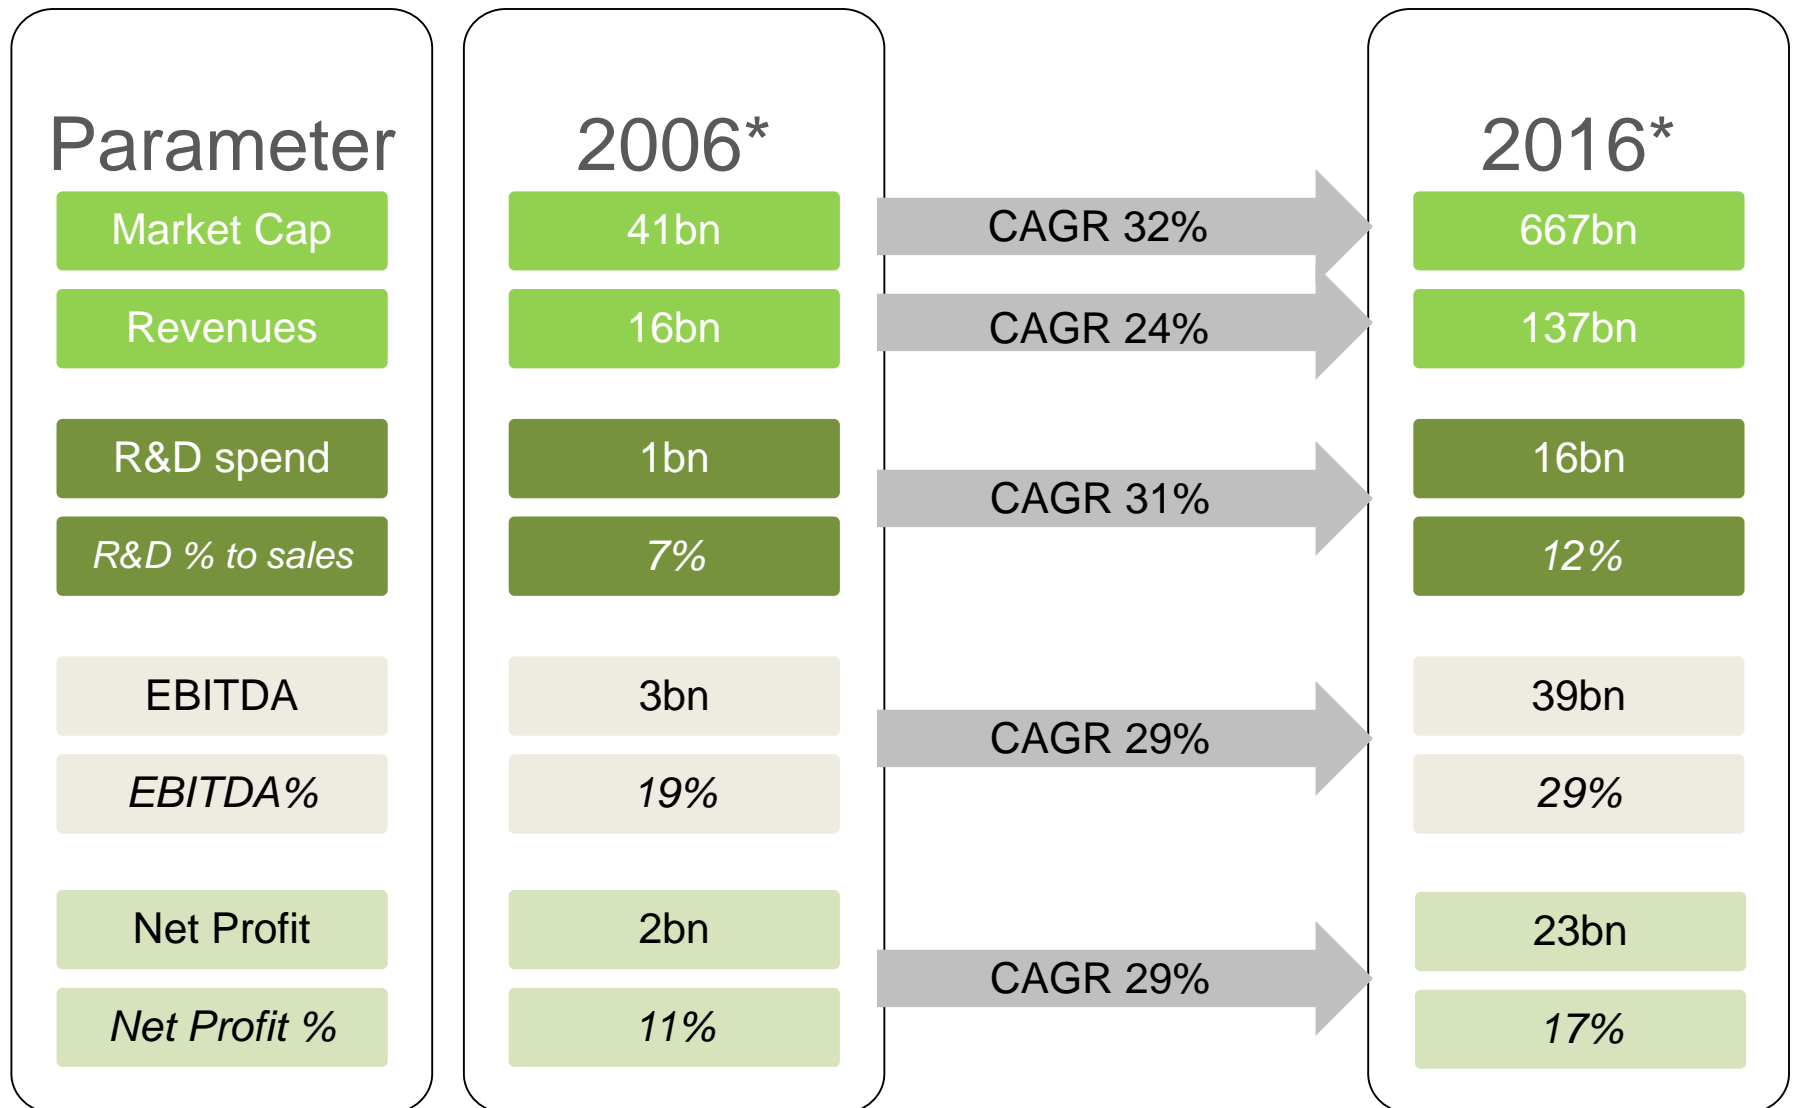 Parameter 2006* 2016*
Market Cap 41bn CAGR 32% 667bn
Revenues 16bn CAGR 24% 137bn
R&D spend 1bn 16bn
CAGR 31%
R&D % to sales 7% 12%
EBITDA 3bn 39bn
CAGR 29%
EBITDA% 19% 29%
Net Profit 2bn 23bn
CAGR 29%
Net Profit % 11% 17%